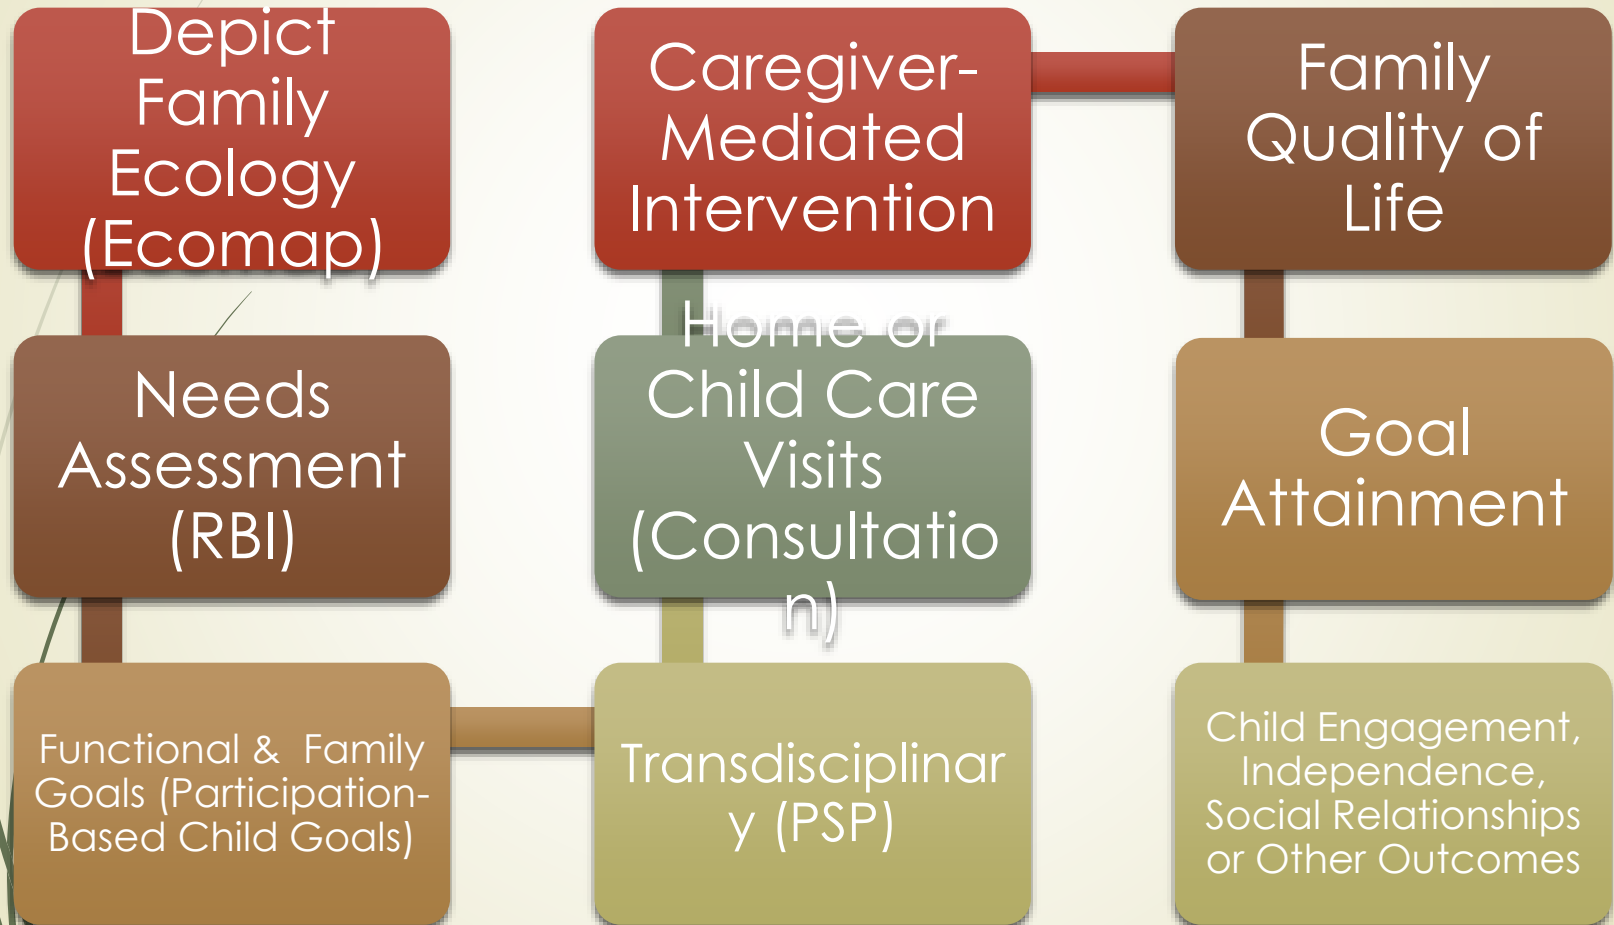 Depict
Family
Ecology
(Ecomap)
Needs
Assessment
(RBI)
Functional & Family
Goals (Participation-
Based Child Goals)
Transdisciplinar
y (PSP)
Home or
Child Care
Visits
(Consultatio
n)
Caregiver-
Mediated
Intervention
Family
Quality of
Life
Goal
Attainment
Child Engagement,
Independence,
Social Relationships
or Other Outcomes